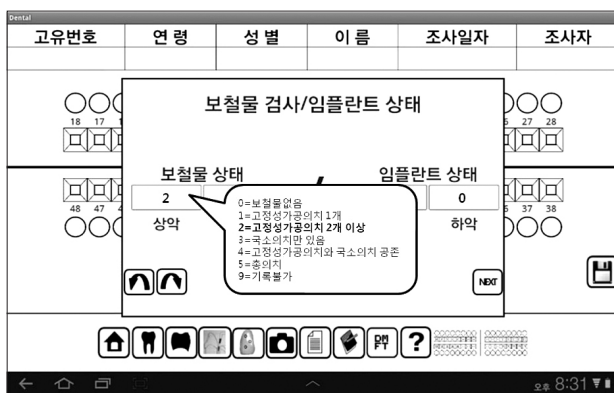 Dental
고유번호 연 령 성 별 이 름 조사일자 조사자
보철물 검사/임플란트 상태
18 17 27 28
보철물 상태 / 임플란트 상태
2 0
48 47 37 38
상악 하악
0=보철물없음
1=고정성가공의치 1개
2=고정성가공의치 2개 이상
3=국소의치만 있음
4=고정성가공의치와 국소의치 공존
5=총의치
9=기록불가
NEXT
DM
FT
?
오후 8:31